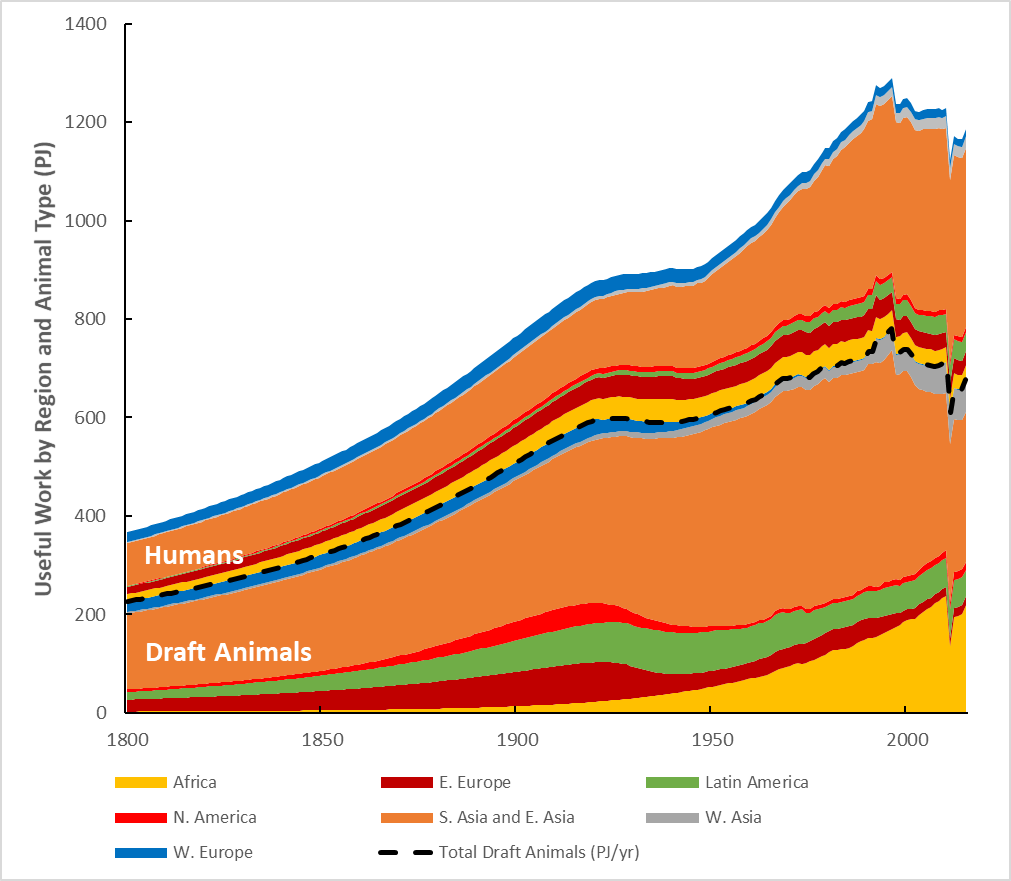 Useful Work by Region and Animal Type (PJ)
1400
1200
1000
800
600
400
200
0
Humans
Draft Animals
1800 1850 1900 1950 2000
Africa E. Europe Latin America
N. America S. Asia and E. Asia W. Asia
W. Europe Total Draft Animals (PJ/yr)